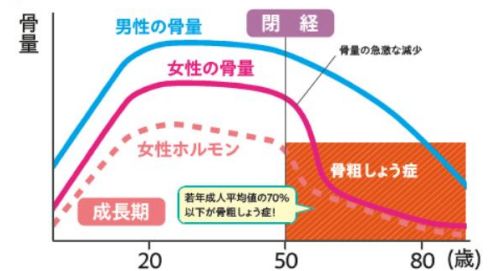 骨量
男性の骨量
閉経
骨量の急激な減少
女性の骨量
女性ホルモン
骨粗しょう症
成長期
若年成人平均値の70%
以下が骨粗しょう症!
20
50
80
(歳)